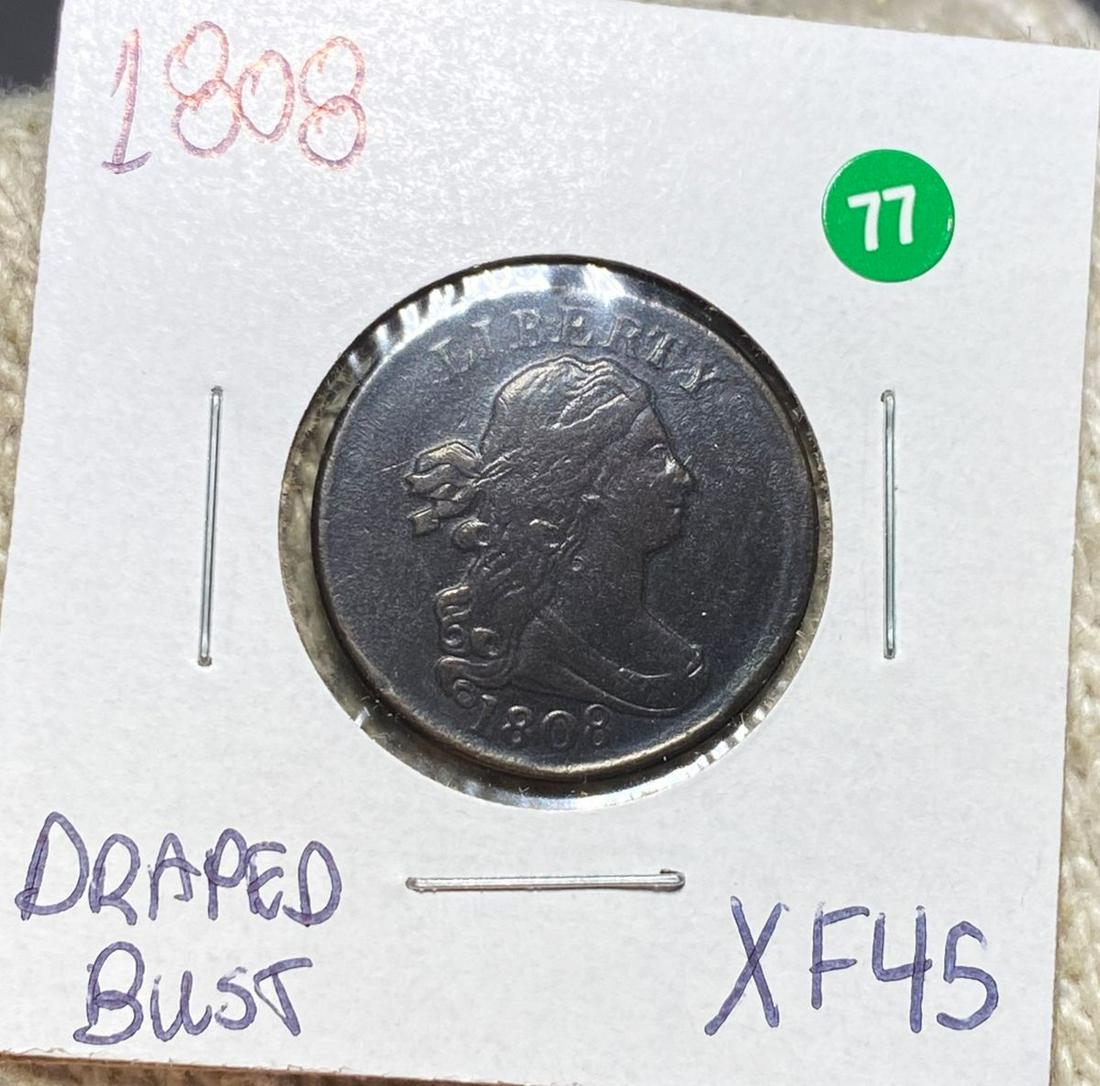 1808
77
LIBERTY
1808
DRAPED
BUST
XF45